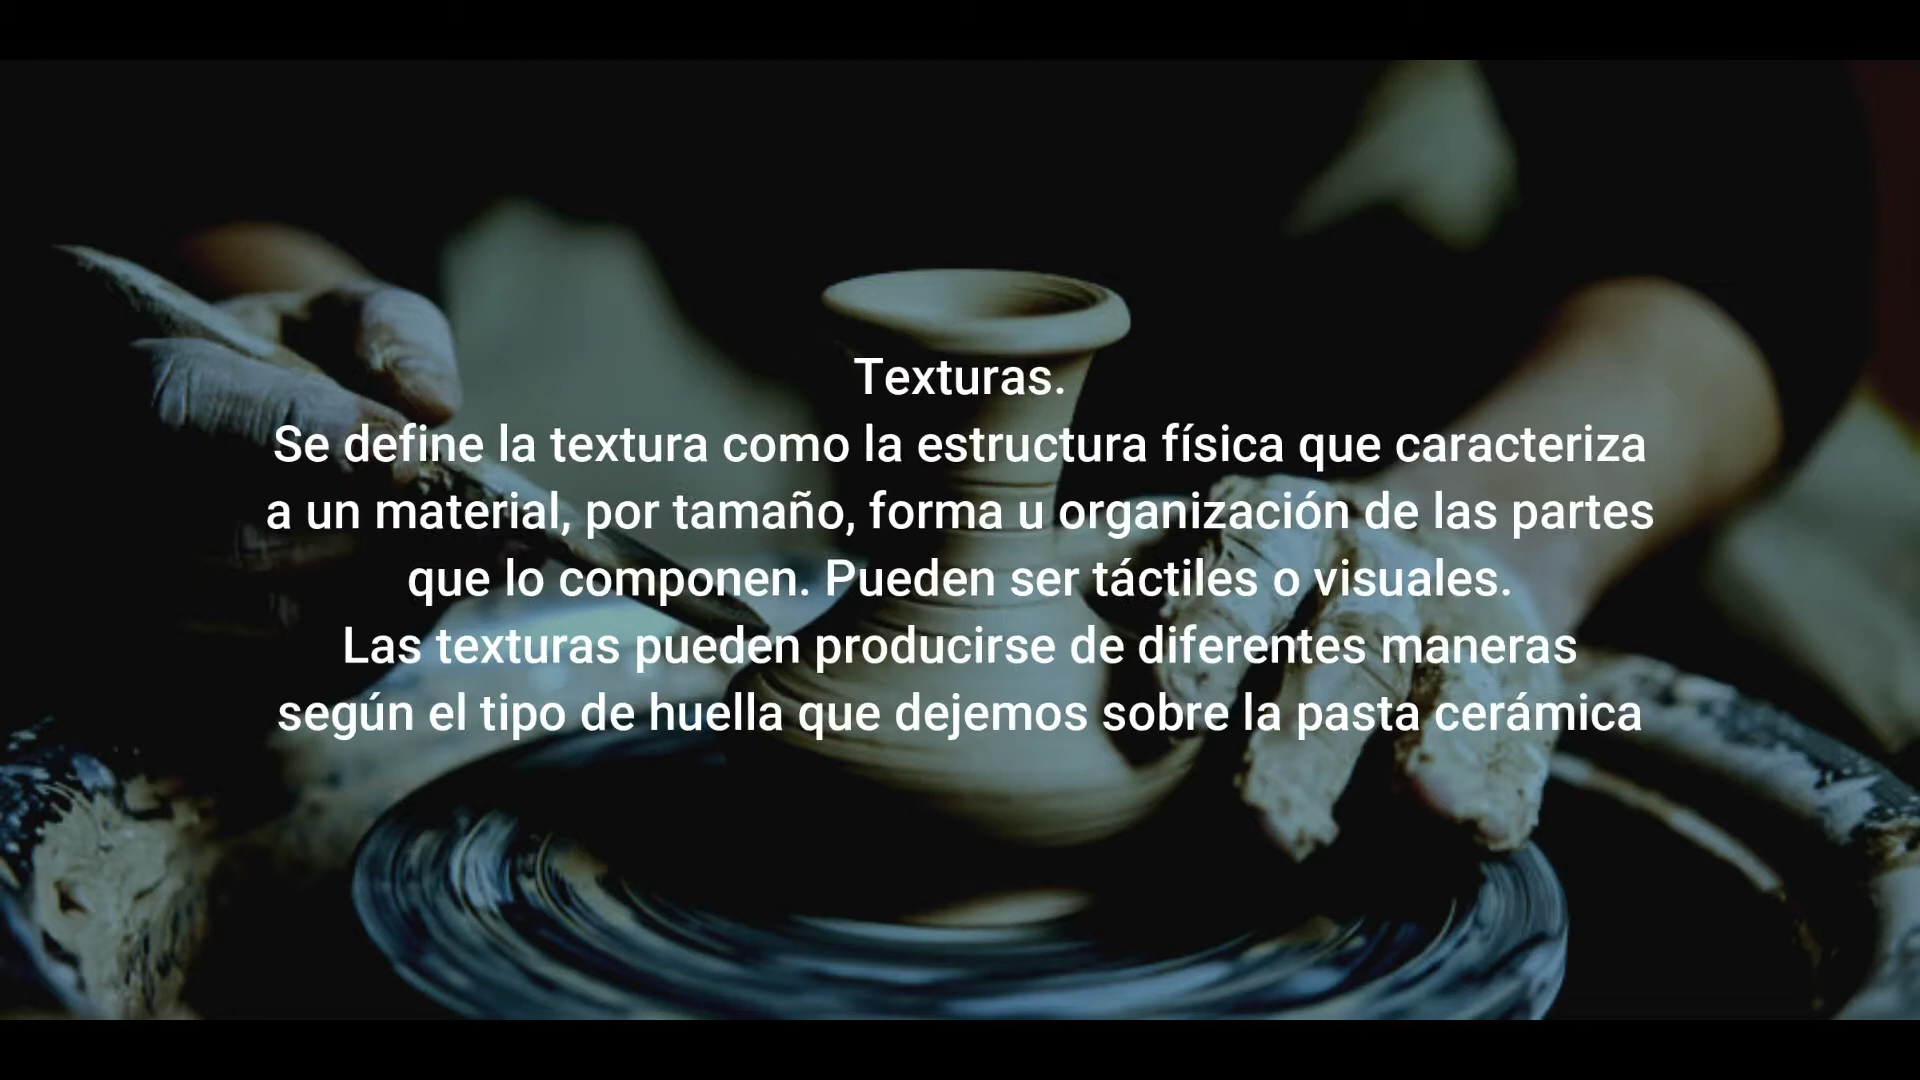 Texturas.
Se define la textura como la estructura física que caracteriza
a un material, por tamaño, forma u organización de las partes
que lo componen. Pueden ser táctiles o visuales.
Las texturas pueden producirse de diferentes maneras
según el tipo de huella que dejemos sobre la pasta cerámica